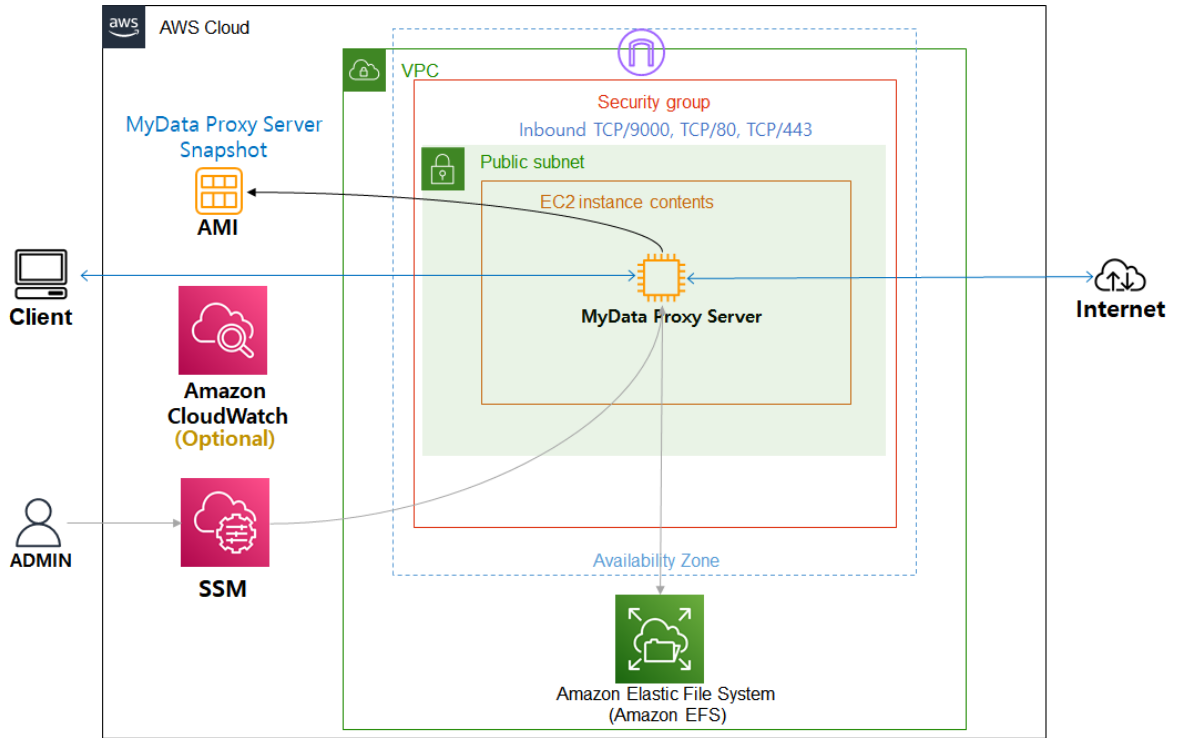 aws
AWS Cloud
VPC
Security group
Inbound TCP/9000, TCP/80, TCP/443
MyData Proxy Server
Snapshot
AMI
Public subnet
EC2 instance contents
Client
MyData Proxy Server
Internet
Amazon
CloudWatch
(Optional)
ADMIN
SSM
Availability Zone
Amazon Elastic File System
(Amazon EFS)